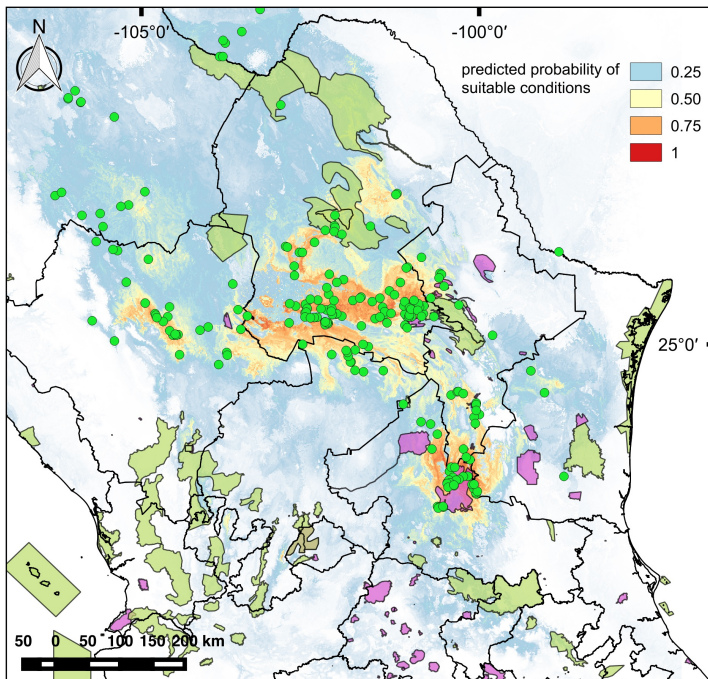 -105°0′ -100°0′
N
predicted probability of
suitable conditions
0.25
0.50
0.75
1
25°0′
50 0 50 100 150 200 km